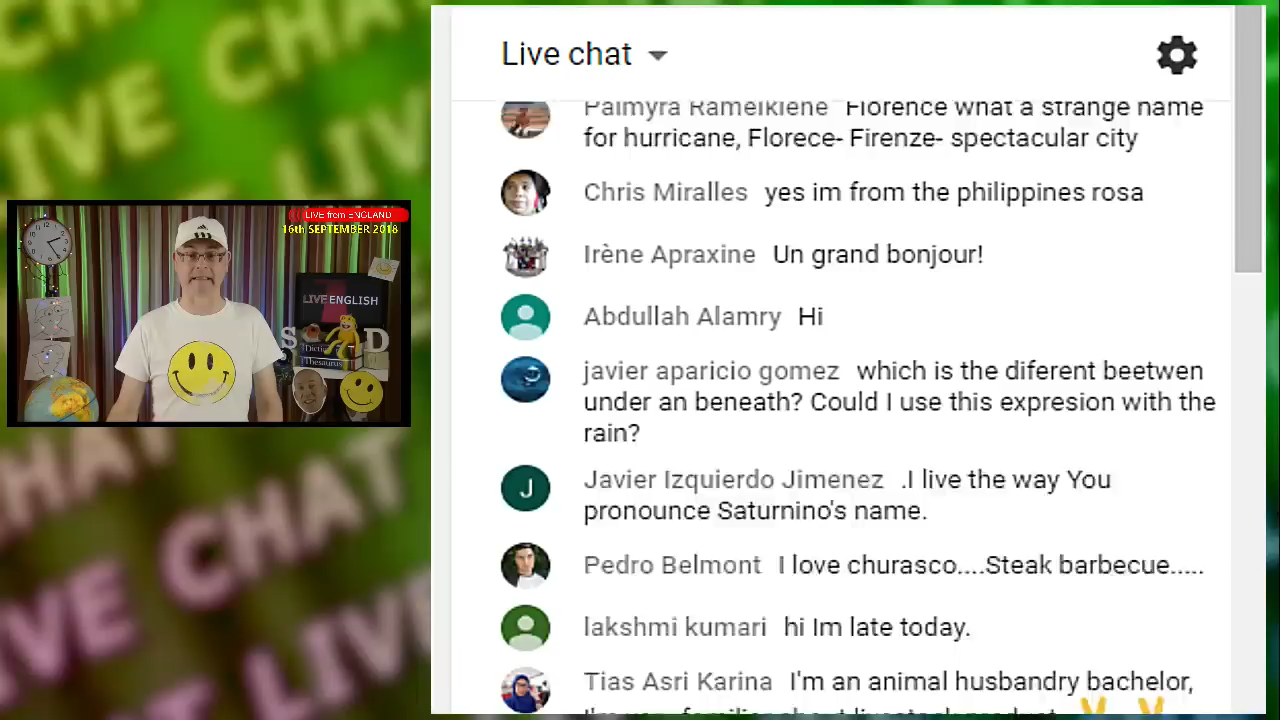 LIVE CHAT
LIVE from ENGLAND
16th SEPTEMBER 2018
LIVE ENGLISH
S D
Thesaurus
Live chat
Palmyra Ramelkiene Florence what a strange name
for hurricane, Florece- Firenze- spectacular city
Chris Miralles yes im from the philippines rosa
Irène Apraxine Un grand bonjour!
Abdullah Alamry Hi
javier aparicio gomez which is the diferent beetwen
under an beneath? Could I use this expresion with the
rain?
J
Javier Izquierdo Jimenez .I live the way You
pronounce Saturnino's name.
Pedro Belmont I love churasco....Steak barbecue.....
lakshmi kumari hi Im late today.
Tias Asri Karina I'm an animal husbandry bachelor,